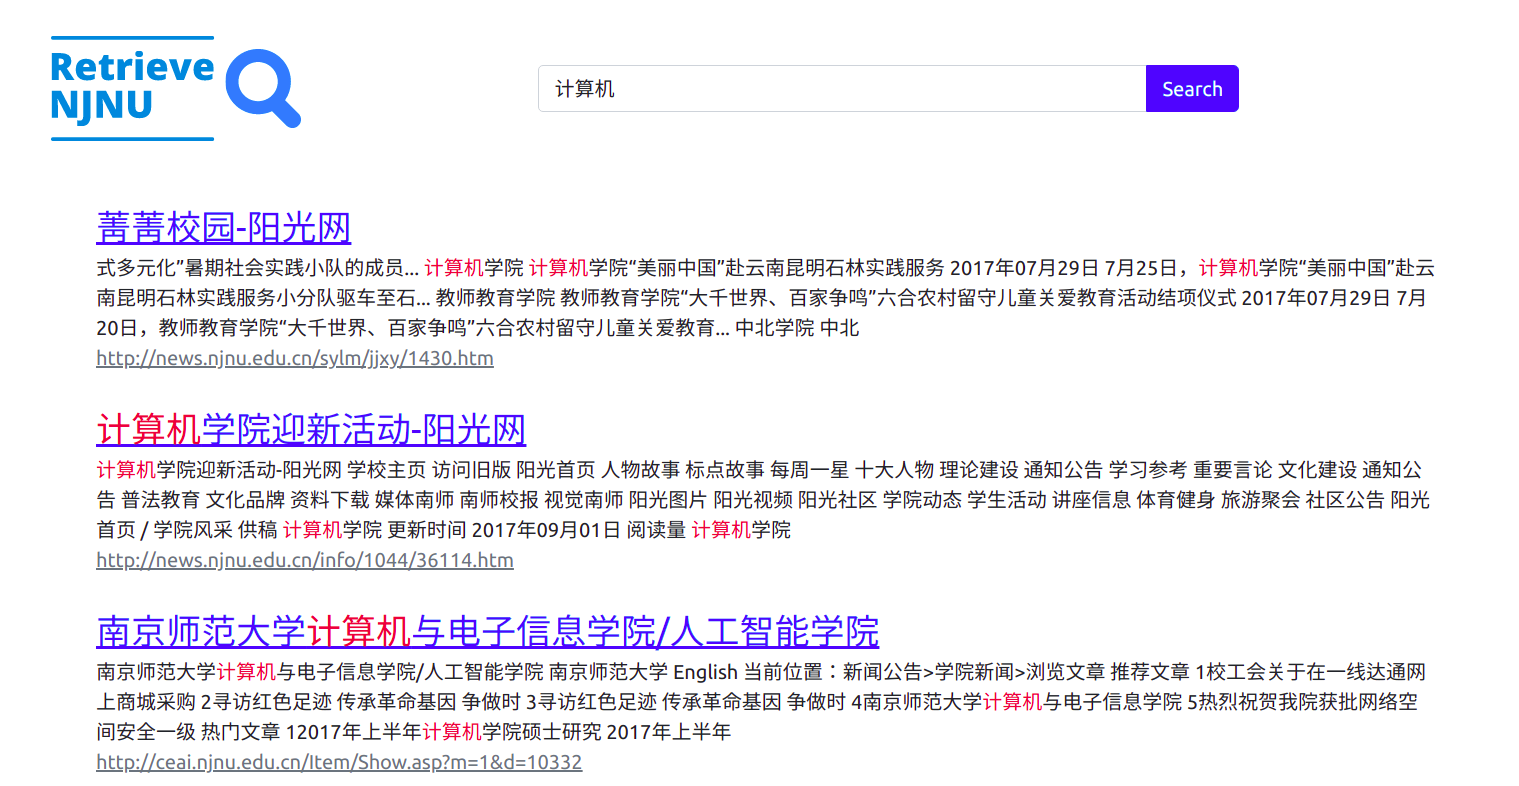 Retrieve
NJNU
计算机
Search
菁菁校园-阳光网
式多元化”暑期社会实践小队的成员... 计算机学院 计算机学院“美丽中国”赴云南昆明石林实践服务 2017年07月29日 7月25日，计算机学院“美丽中国”赴云
南昆明石林实践服务小分队驱车至石... 教师教育学院 教师教育学院“大千世界、百家争鸣”六合农村留守儿童关爱教育活动结项仪式 2017年07月29日 7月
20日，教师教育学院“大千世界、百家争鸣”六合农村留守儿童关爱教育... 中北学院 中北
http://news.njnu.edu.cn/sylm/jjxy/1430.htm
计算机学院迎新活动-阳光网
计算机学院迎新活动-阳光网 学校主页 访问旧版 阳光首页 人物故事 标点故事 每周一星 十大人物 理论建设 通知公告 学习参考 重要言论 文化建设 通知公
告 普法教育 文化品牌 资料下载 媒体南师 南师校报 视觉南师 阳光图片 阳光视频 阳光社区 学院动态 学生活动 讲座信息 体育健身 旅游聚会 社区公告 阳光
首页 / 学院风采 供稿 计算机学院 更新时间 2017年09月01日 阅读量 计算机学院
http://news.njnu.edu.cn/info/1044/36114.htm
南京师范大学计算机与电子信息学院/人工智能学院
南京师范大学计算机与电子信息学院/人工智能学院 南京师范大学 English 当前位置：新闻公告>学院新闻>浏览文章 推荐文章 1校工会关于在一线达通网
上商城采购 2寻访红色足迹 传承革命基因 争做时 3寻访红色足迹 传承革命基因 争做时 4南京师范大学计算机与电子信息学院 5热烈祝贺我院获批网络空
间安全一级 热门文章 12017年上半年计算机学院硕士研究 2017年上半年
http://ceai.njnu.edu.cn/Item/Show.asp?m=1&d=10332